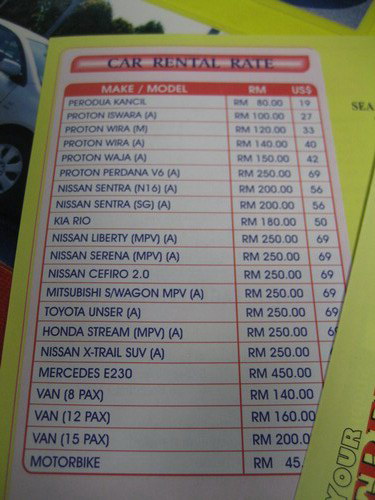 CAR RENTAL RATE
MAKE / MODEL RM US$
PERODUA KANCIL RM 80.00 19
PROTON ISWARA (A) RM 100.00 27
PROTON WIRA (M) RM 120.00 33
PROTON WIRA (A) RM 140.00 40
PROTON WAJA (A) RM 150.00 42
PROTON PERDANA V6 (A) RM 250.00 69
NISSAN SENTRA (N16) (A) RM 200.00 56
NISSAN SENTRA (SG) (A) RM 200.00 56
KIA RIO RM 180.00 50
NISSAN LIBERTY (MPV) (A) RM 250.00 69
NISSAN SERENA (MPV) (A) RM 250.00 69
NISSAN CEFIRO 2.0 RM 250.00 69
MITSUBISHI S/WAGON MPV (A) RM 250.00 69
TOYOTA UNSER (A) RM 250.00 69
HONDA STREAM (MPV) (A) RM 250.00 6
NISSAN X-TRAIL SUV (A) RM 250.00
MERCEDES E230 RM 450.00
VAN (8 PAX) RM 140.00
VAN (12 PAX) RM 160.00
VAN (15 PAX) RM 200.0
MOTORBIKE RM 45.
SEA
YOUR